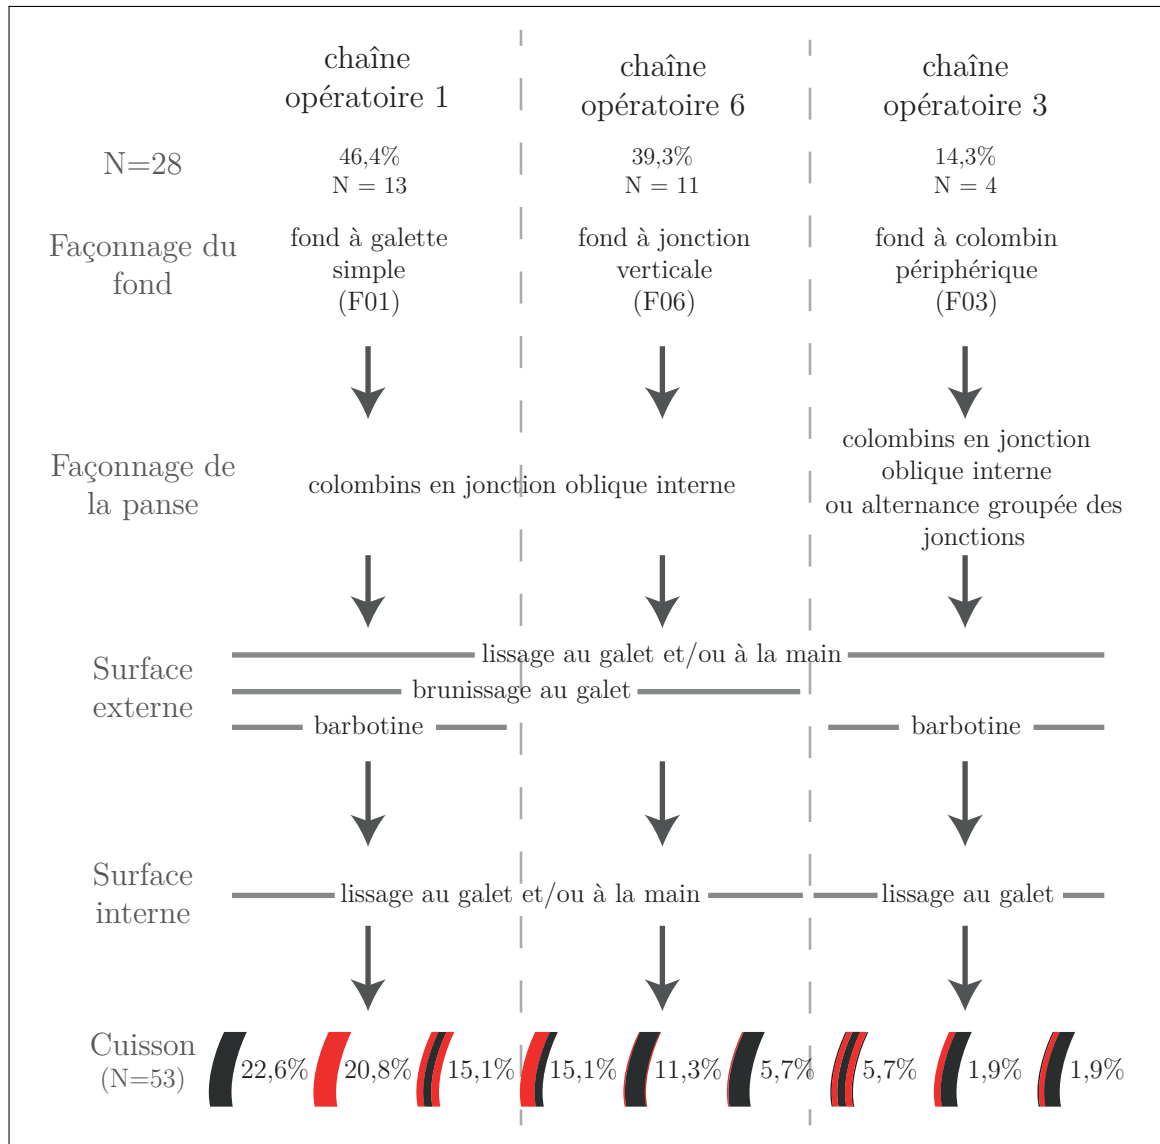 chaîne
opératoire 1
chaîne
opératoire 6
chaîne
opératoire 3
N=28
46,4%
N = 13
39,3%
N = 11
14,3%
N = 4
Façonnage du
fond
fond à galette
simple
(F01)
fond à jonction
verticale
(F06)
fond à colombin
périphérique
(F03)
Façonnage de
la panse
colombins en jonction oblique interne
colombins en jonction
oblique interne
ou alternance groupée des
jonctions
Surface
externe
lissage au galet et/ou à la main
brunissage au galet
barbotine
barbotine
Surface
interne
lissage au galet et/ou à la main
lissage au galet
Cuisson
(N=53)
22,6%
20,8%
15,1%
15,1%
11,3%
5,7%
5,7%
1,9%
1,9%